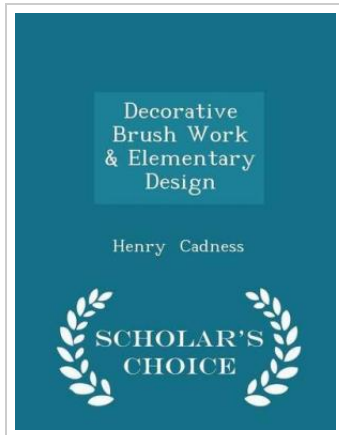 Decorative
Brush Work
& Elementary
Design
Henry Cadness
SCHOLAR'S
CHOICE